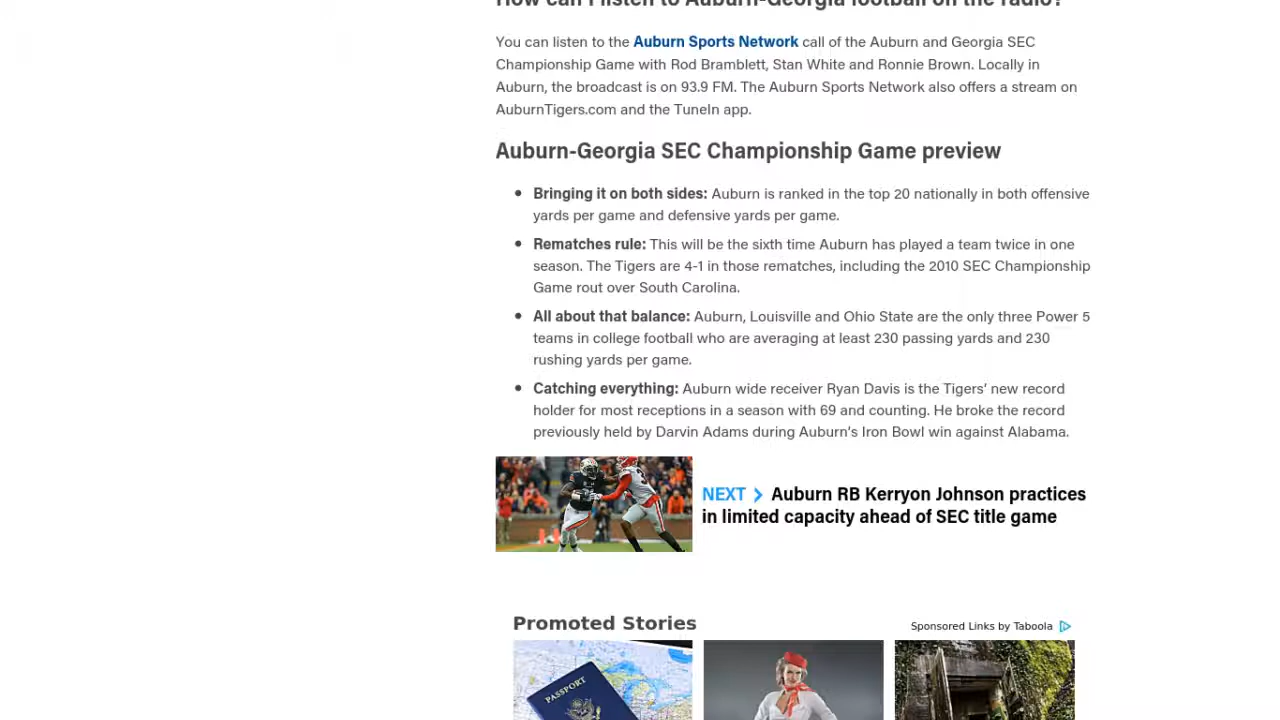 How can I listen to Auburn-Georgia football on the radio?
You can listen to the Auburn Sports Network call of the Auburn and Georgia SEC
Championship Game with Rod Bramblett, Stan White and Ronnie Brown. Locally in
Auburn, the broadcast is on 93.9 FM. The Auburn Sports Network also offers a stream on
AuburnTigers.com and the TuneIn app.
Auburn-Georgia SEC Championship Game preview
Bringing it on both sides: Auburn is ranked in the top 20 nationally in both offensive
yards per game and defensive yards per game.
Rematches rule: This will be the sixth time Auburn has played a team twice in one
season. The Tigers are 4-1 in those rematches, including the 2010 SEC Championship
Game rout over South Carolina.
All about that balance: Auburn, Louisville and Ohio State are the only three Power 5
teams in college football who are averaging at least 230 passing yards and 230
rushing yards per game.
Catching everything: Auburn wide receiver Ryan Davis is the Tigers’ new record
holder for most receptions in a season with 69 and counting. He broke the record
previously held by Darvin Adams during Auburn's Iron Bowl win against Alabama.
NEXT Auburn RB Kerryon Johnson practices
in limited capacity ahead of SEC title game
Promoted Stories
Sponsored Links by Taboola
PASSPORT